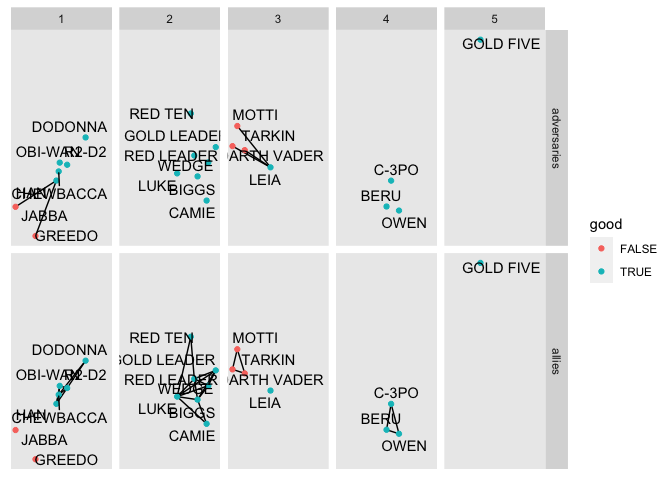 1 2 3 4 5
GOLD FIVE
RED TEN MOTTI
DODONNA GOLD LEADER TARKIN
OBI-WAN R2-D2 RED LEADER DARTH VADER
WEDGE C-3PO
HAN CHEWBACCA LUKE BIGGS LEIA BERU
JABBA CAMIE OWEN
GREEDO
adversaries
GOLD FIVE
RED TEN MOTTI
DODONNA GOLD LEADER TARKIN
OBI-WAN R2-D2 RED LEADER DARTH VADER
WEDGE C-3PO
HAN CHEWBACCA LUKE BIGGS LEIA BERU
JABBA CAMIE OWEN
GREEDO
allies
good
FALSE
TRUE